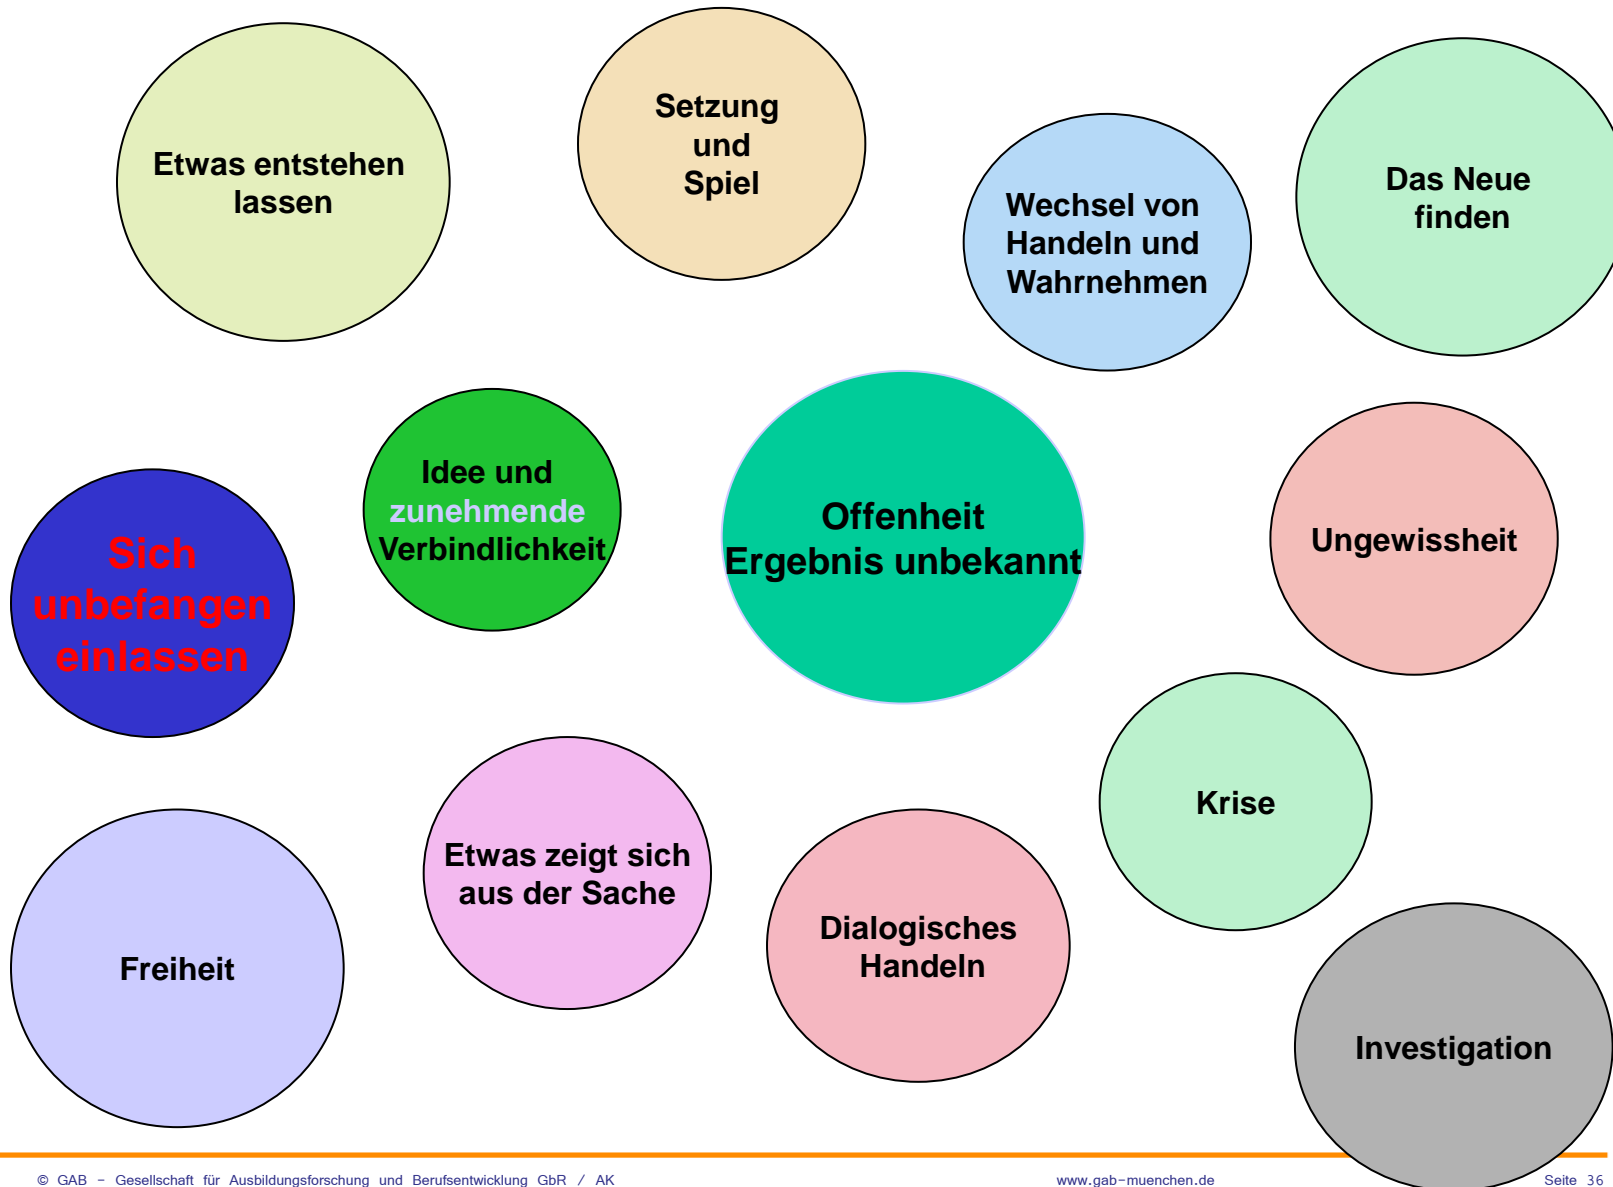 Etwas entstehen
lassen
Setzung
und
Spiel
Wechsel von
Handeln und
Wahrnehmen
Das Neue
finden
Sich
unbefangen
einlassen
Idee und
zunehmende
Verbindlichkeit
Offenheit
Ergebnis unbekannt
Ungewissheit
Freiheit
Etwas zeigt sich
aus der Sache
Dialogisches
Handeln
Krise
Investigation
© GAB - Gesellschaft für Ausbildungsforschung und Berufsentwicklung GbR / AK
www.gab-muenchen.de
Seite 36